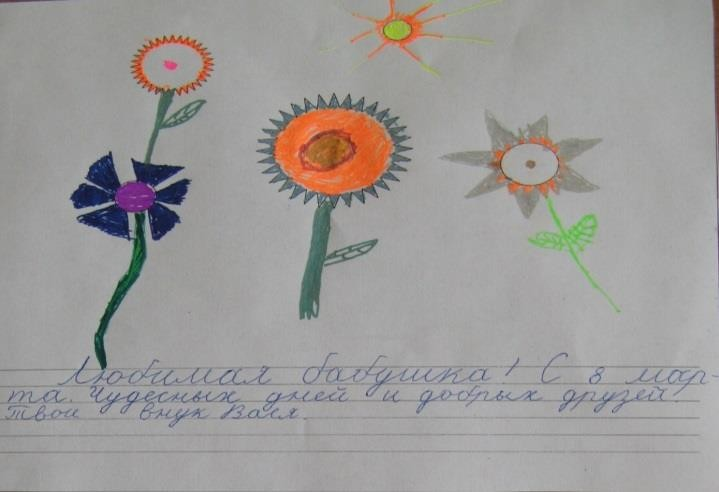 Любимая бабушка! С 8 мар-
та. Чудесных дней и добрых друзей!
Твой внук Вася.